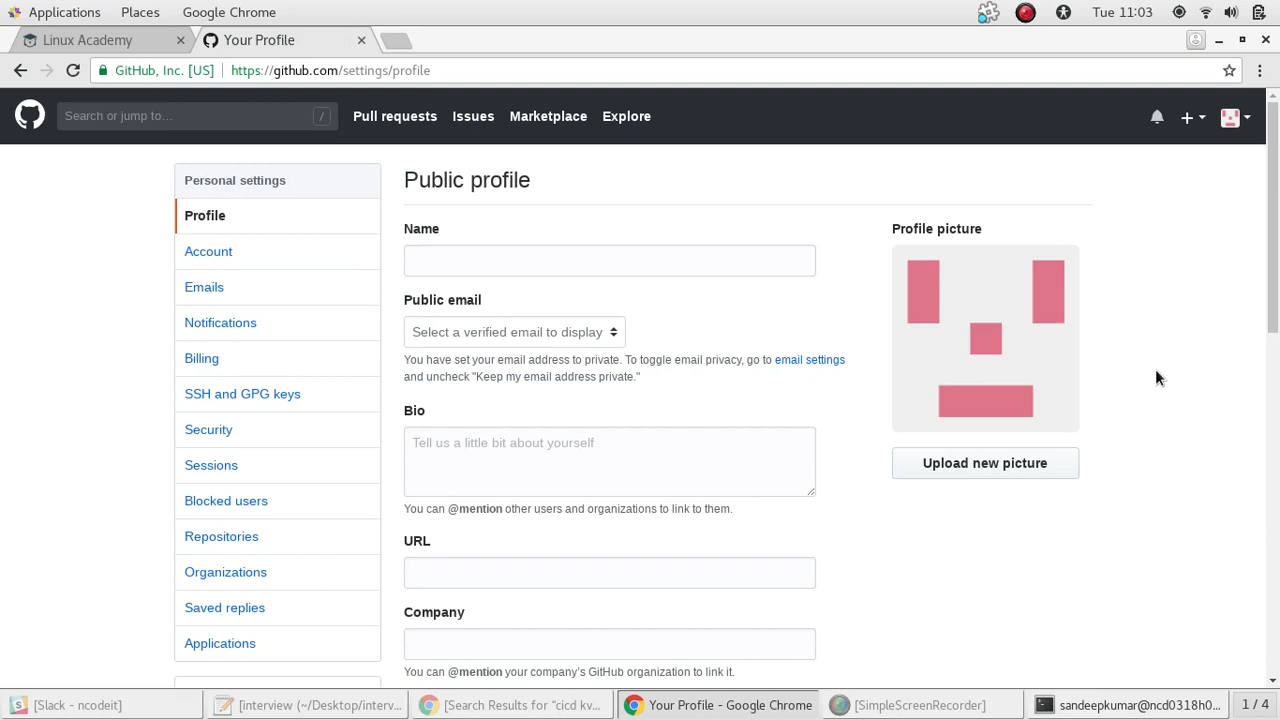 Applications Places Google Chrome Tue 11:03
Linux Academy × Your Profile ×
GitHub, Inc. [US] https://github.com/settings/profile
Search or jump to… / Pull requests Issues Marketplace Explore
Personal settings
Profile
Account
Emails
Notifications
Billing
SSH and GPG keys
Security
Sessions
Blocked users
Repositories
Organizations
Saved replies
Applications
Public profile
Name
Public email
Select a verified email to display
You have set your email address to private. To toggle email privacy, go to email settings
and uncheck "Keep my email address private."
Bio
Tell us a little bit about yourself
You can @mention other users and organizations to link to them.
URL
Company
You can @mention your company's GitHub organization to link it.
Profile picture
Upload new picture
[Slack - ncodeit] [interview (~/Desktop/interv… [Search Results for "cicd kv… Your Profile - Google Chrome [SimpleScreenRecorder] sandeepkumar@ncd0318h0… 1 / 4